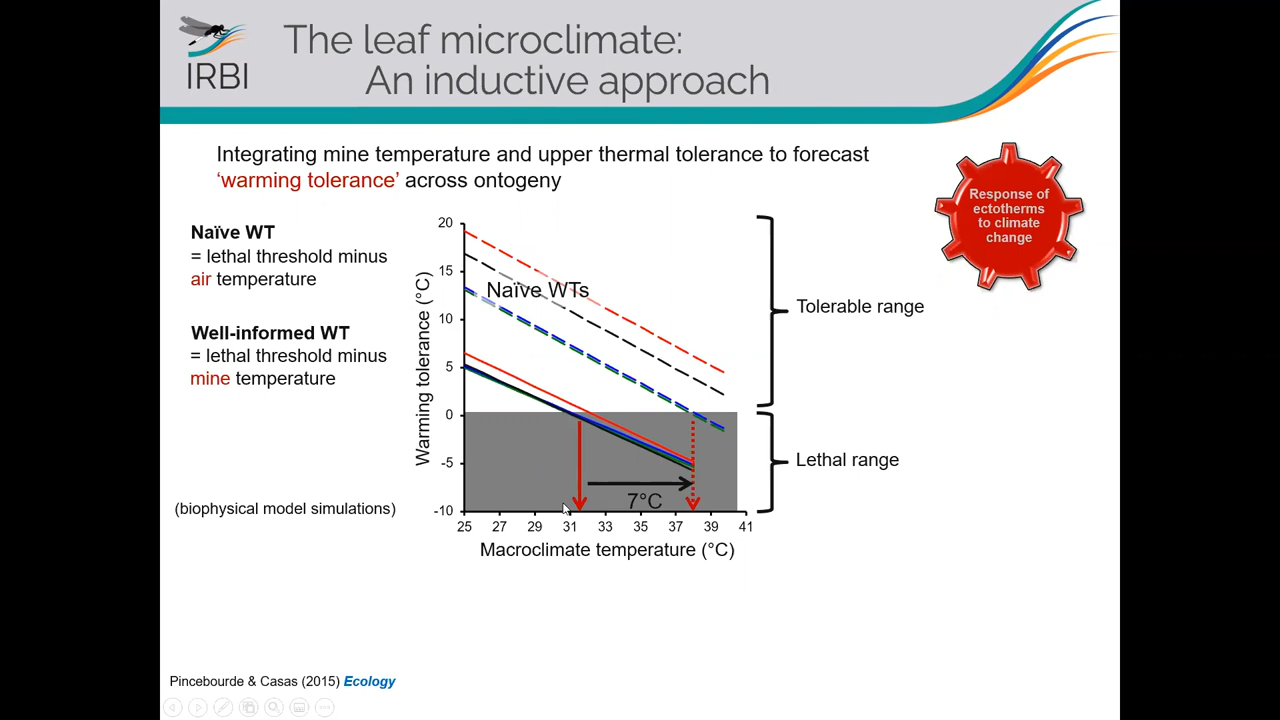 IRBI
The leaf microclimate:
An inductive approach
Integrating mine temperature and upper thermal tolerance to forecast
‘warming tolerance’ across ontogeny
Response of
ectotherms
to climate
change
Naïve WT
= lethal threshold minus
air temperature
Well-informed WT
= lethal threshold minus
mine temperature
(biophysical model simulations)
Warming tolerance (°C)
20
15
10
5
0
-5
-10
Naïve WTs
7°C
25 27 29 31 33 35 37 39 41
Macroclimate temperature (°C)
Tolerable range
Lethal range
Pincebourde & Casas (2015) Ecology